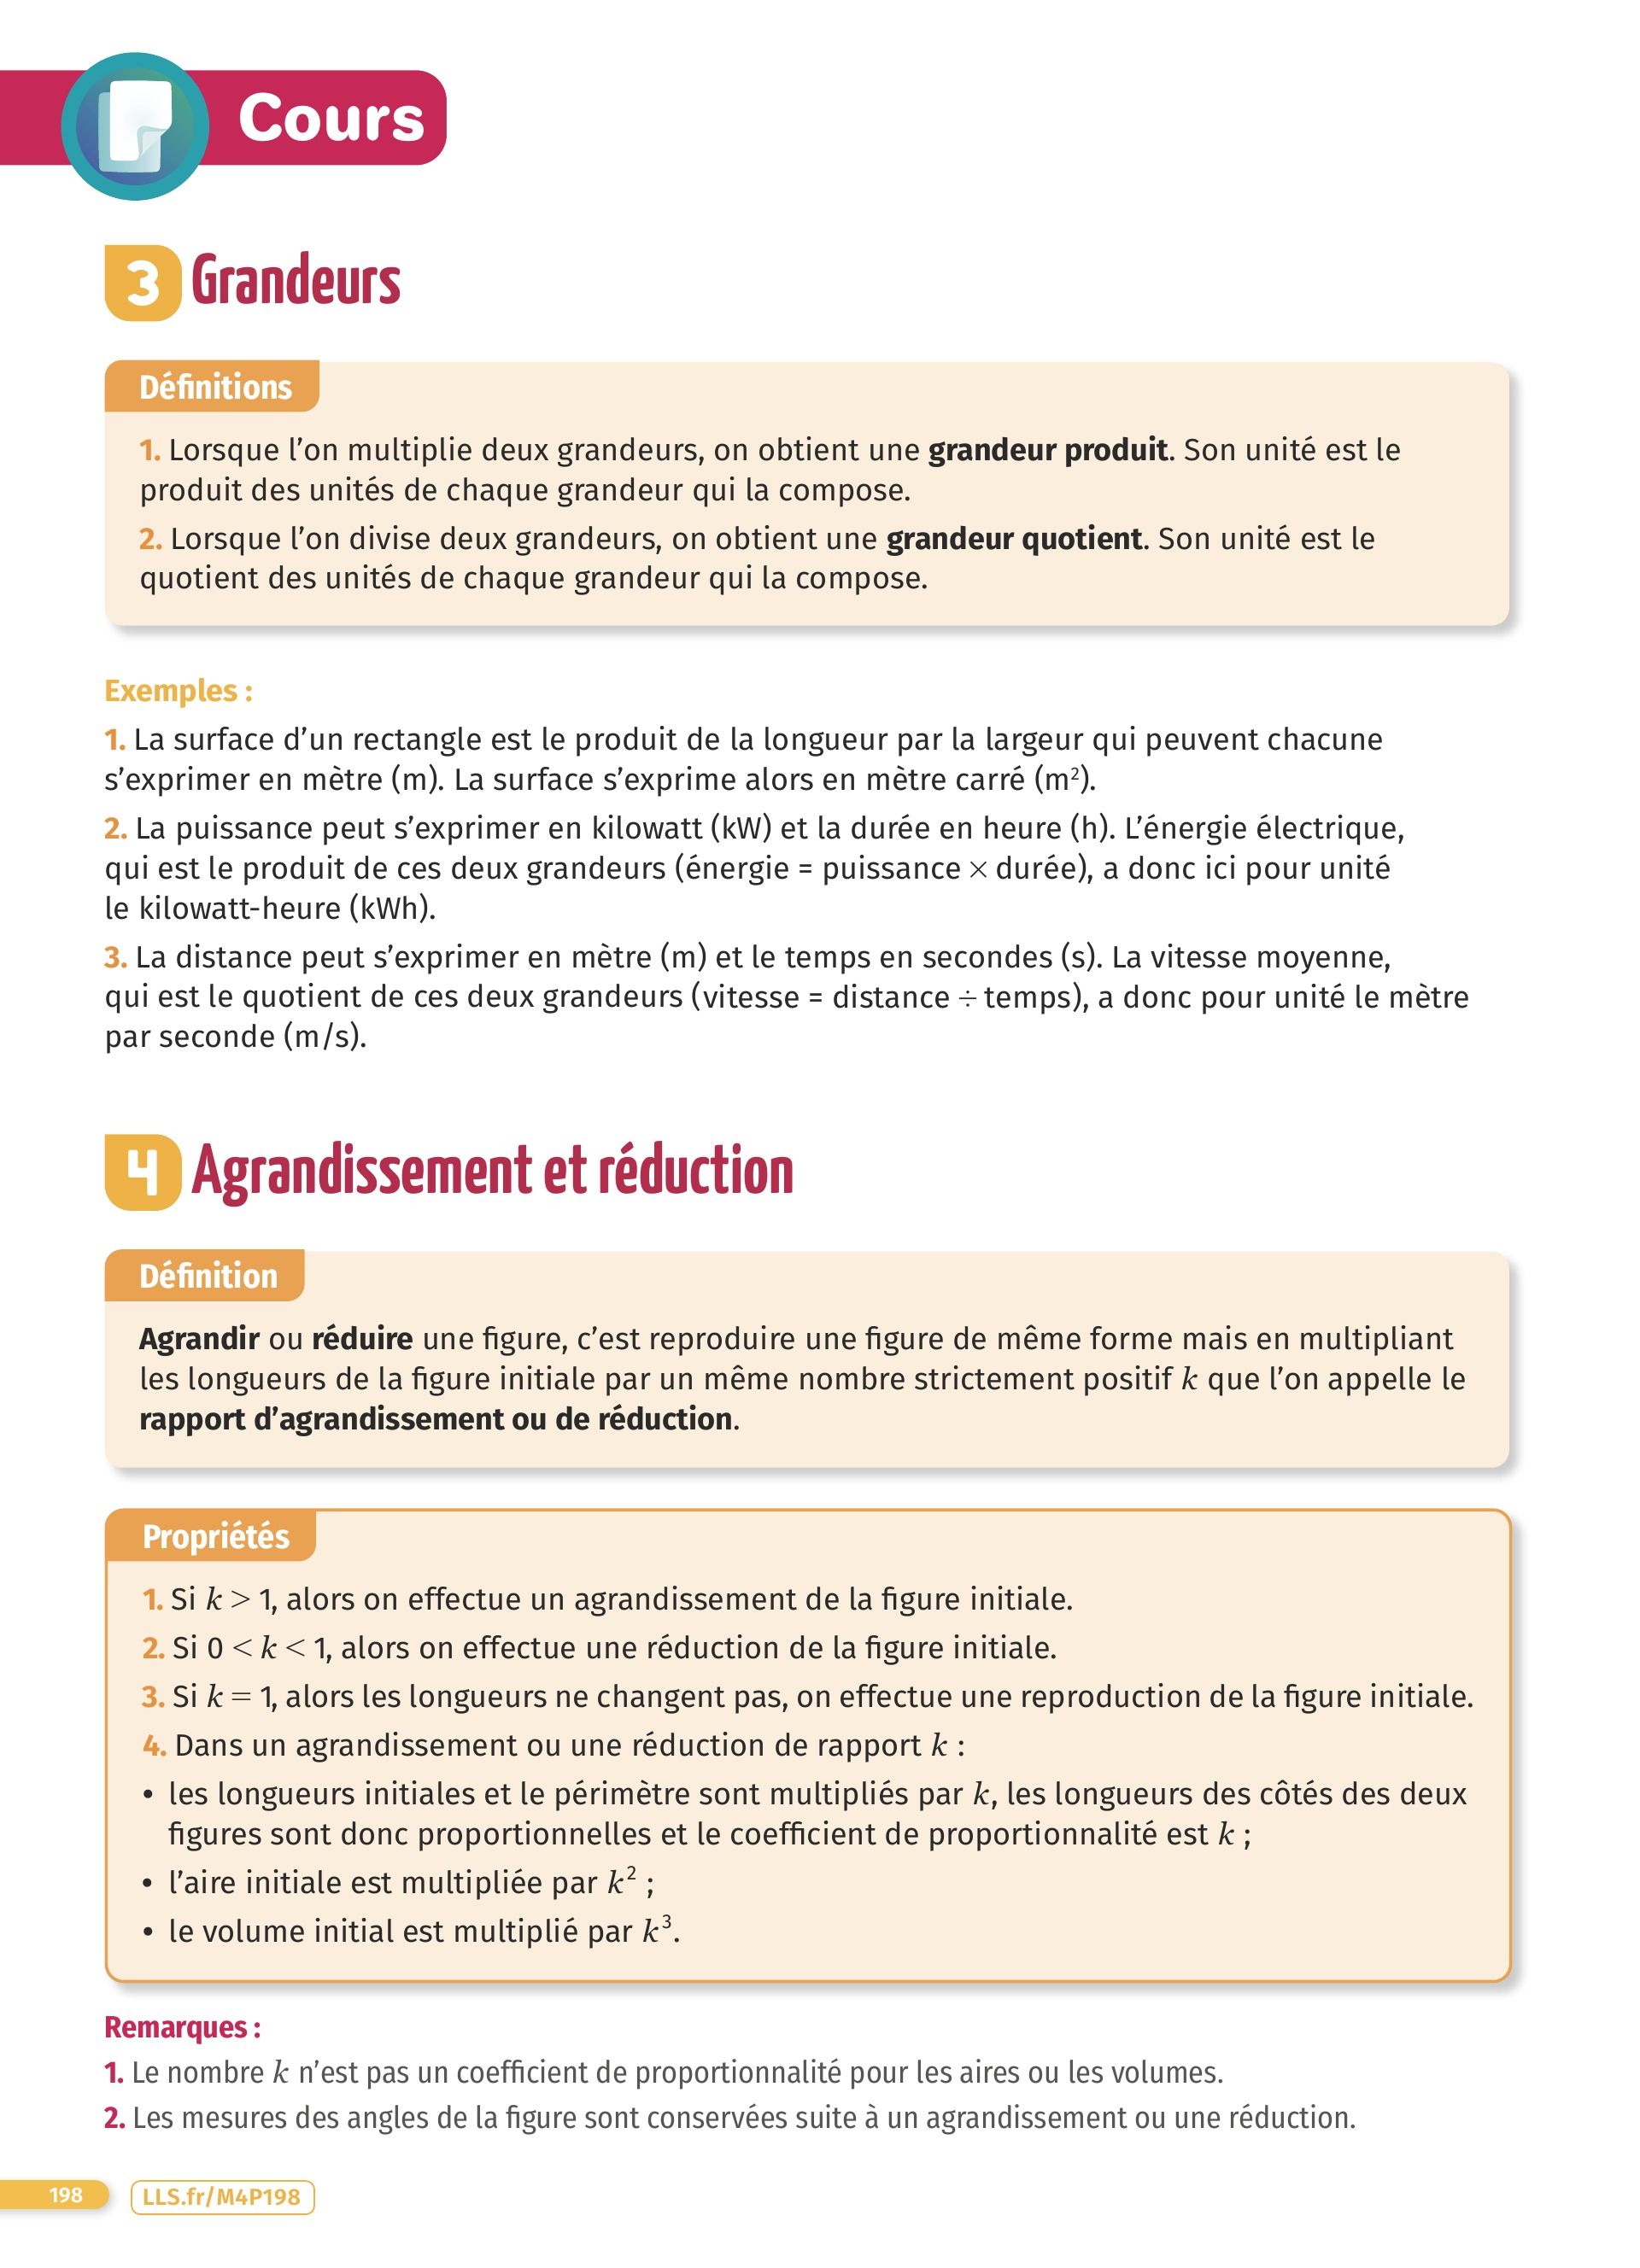 Cours
3 Grandeurs
Définitions
1. Lorsque l’on multiplie deux grandeurs, on obtient une grandeur produit. Son unité est le
produit des unités de chaque grandeur qui la compose.
2. Lorsque l’on divise deux grandeurs, on obtient une grandeur quotient. Son unité est le
quotient des unités de chaque grandeur qui la compose.
Exemples :
1. La surface d’un rectangle est le produit de la longueur par la largeur qui peuvent chacune
s’exprimer en mètre (m). La surface s’exprime alors en mètre carré (m²).
2. La puissance peut s’exprimer en kilowatt (kW) et la durée en heure (h). L’énergie électrique,
qui est le produit de ces deux grandeurs (énergie = puissance × durée), a donc ici pour unité
le kilowatt-heure (kWh).
3. La distance peut s’exprimer en mètre (m) et le temps en secondes (s). La vitesse moyenne,
qui est le quotient de ces deux grandeurs (vitesse = distance ÷ temps), a donc pour unité le mètre
par seconde (m/s).
4 Agrandissement et réduction
Définition
Agrandir ou réduire une figure, c’est reproduire une figure de même forme mais en multipliant
les longueurs de la figure initiale par un même nombre strictement positif k que l’on appelle le
rapport d’agrandissement ou de réduction.
Propriétés
1. Si k > 1, alors on effectue un agrandissement de la figure initiale.
2. Si 0 < k < 1, alors on effectue une réduction de la figure initiale.
3. Si k = 1, alors les longueurs ne changent pas, on effectue une reproduction de la figure initiale.
4. Dans un agrandissement ou une réduction de rapport k :
• les longueurs initiales et le périmètre sont multipliés par k, les longueurs des côtés des deux
figures sont donc proportionnelles et le coefficient de proportionnalité est k ;
• l’aire initiale est multipliée par k² ;
• le volume initial est multiplié par k³.
Remarques :
1. Le nombre k n’est pas un coefficient de proportionnalité pour les aires ou les volumes.
2. Les mesures des angles de la figure sont conservées suite à un agrandissement ou une réduction.
198 LLS.fr/M4P198